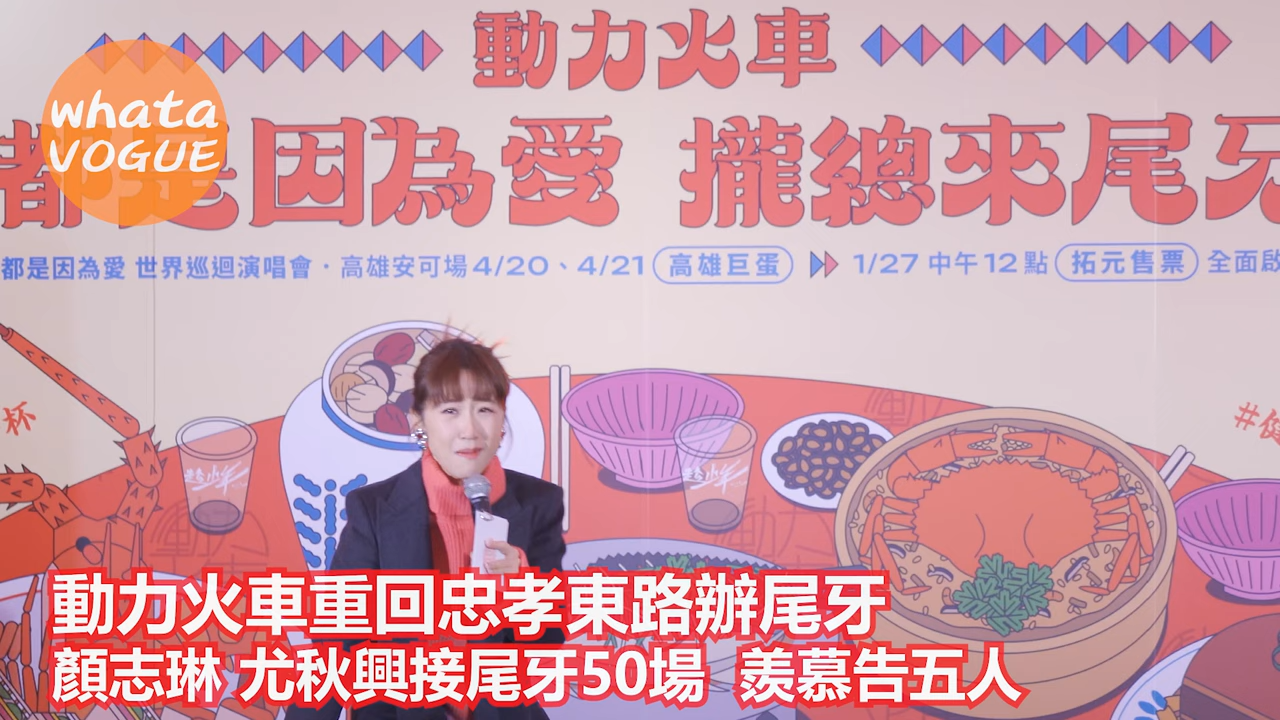 動力火車
whata
VOGUE
都是因為愛 攏總來尾牙
都是因為愛 世界巡迴演唱會·高雄安可場4/20、4/21 高雄巨蛋 1/27 中午12點 拓元售票 全面啟
杯
動力火車重回忠孝東路辦尾牙
顏志琳 尤秋興接尾牙50場 羨慕告五人